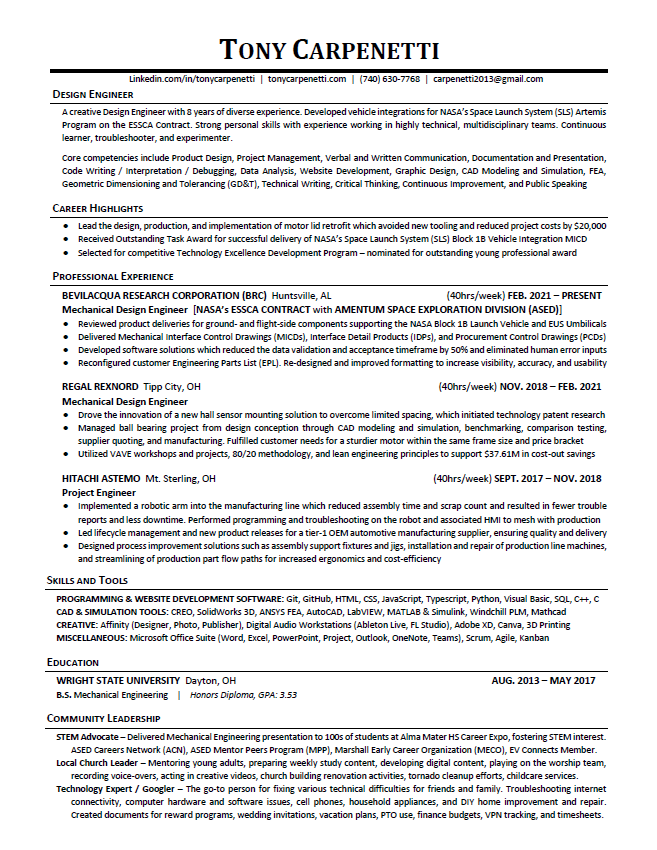 TONY CARPENETTI
Linkedin.com/in/tonycarpenetti | tonycarpenetti.com | (740) 630-7768 | carpenetti2013@gmail.com
DESIGN ENGINEER
A creative Design Engineer with 8 years of diverse experience. Developed vehicle integrations for NASA's Space Launch System (SLS) Artemis
Program on the ESSCA Contract. Strong personal skills with experience working in highly technical, multidisciplinary teams. Continuous
learner, troubleshooter, and experimenter.
Core competencies include Product Design, Project Management, Verbal and Written Communication, Documentation and Presentation,
Code Writing / Interpretation / Debugging, Data Analysis, Website Development, Graphic Design, CAD Modeling and Simulation, FEA,
Geometric Dimensioning and Tolerancing (GD&T), Technical Writing, Critical Thinking, Continuous Improvement, and Public Speaking
CAREER HIGHLIGHTS
● Lead the design, production, and implementation of motor lid retrofit which avoided new tooling and reduced project costs by $20,000
● Received Outstanding Task Award for successful delivery of NASA's Space Launch System (SLS) Block 1B Vehicle Integration MICD
● Selected for competitive Technology Excellence Development Program – nominated for outstanding young professional award
PROFESSIONAL EXPERIENCE
BEVILACQUA RESEARCH CORPORATION (BRC) Huntsville, AL (40hrs/week) FEB. 2021 – PRESENT
Mechanical Design Engineer [NASA's ESSCA CONTRACT with AMENTUM SPACE EXPLORATION DIVISION (ASED)]
● Reviewed product deliveries for ground- and flight-side components supporting the NASA Block 1B Launch Vehicle and EUS Umbilicals
● Delivered Mechanical Interface Control Drawings (MICDs), Interface Detail Products (IDPs), and Procurement Control Drawings (PCDs)
● Developed software solutions which reduced the data validation and acceptance timeframe by 50% and eliminated human error inputs
● Reconfigured customer Engineering Parts List (EPL). Re-designed and improved formatting to increase visibility, accuracy, and usability
REGAL REXNORD Tipp City, OH (40hrs/week) NOV. 2018 – FEB. 2021
Mechanical Design Engineer
● Drove the innovation of a new hall sensor mounting solution to overcome limited spacing, which initiated technology patent research
● Managed ball bearing project from design conception through CAD modeling and simulation, benchmarking, comparison testing,
supplier quoting, and manufacturing. Fulfilled customer needs for a sturdier motor within the same frame size and price bracket
● Utilized VAVE workshops and projects, 80/20 methodology, and lean engineering principles to support $37.61M in cost-out savings
HITACHI ASTEMO Mt. Sterling, OH (40hrs/week) SEPT. 2017 – NOV. 2018
Project Engineer
● Implemented a robotic arm into the manufacturing line which reduced assembly time and scrap count and resulted in fewer trouble
reports and less downtime. Performed programming and troubleshooting on the robot and associated HMI to mesh with production
● Led lifecycle management and new product releases for a tier-1 OEM automotive manufacturing supplier, ensuring quality and delivery
● Designed process improvement solutions such as assembly support fixtures and jigs, installation and repair of production line machines,
and streamlining of production part flow paths for increased ergonomics and cost-efficiency
SKILLS AND TOOLS
PROGRAMMING & WEBSITE DEVELOPMENT SOFTWARE: Git, GitHub, HTML, CSS, JavaScript, Typescript, Python, Visual Basic, SQL, C++, C
CAD & SIMULATION TOOLS: CREO, SolidWorks 3D, ANSYS FEA, AutoCAD, LabVIEW, MATLAB & Simulink, Windchill PLM, Mathcad
CREATIVE: Affinity (Designer, Photo, Publisher), Digital Audio Workstations (Ableton Live, FL Studio), Adobe XD, Canva, 3D Printing
MISCELLANEOUS: Microsoft Office Suite (Word, Excel, PowerPoint, Project, Outlook, OneNote, Teams), Scrum, Agile, Kanban
EDUCATION
WRIGHT STATE UNIVERSITY Dayton, OH AUG. 2013 – MAY 2017
B.S. Mechanical Engineering | Honors Diploma, GPA: 3.53
COMMUNITY LEADERSHIP
STEM Advocate – Delivered Mechanical Engineering presentation to 100s of students at Alma Mater HS Career Expo, fostering STEM interest.
ASED Careers Network (ACN), ASED Mentor Peers Program (MPP), Marshall Early Career Organization (MECO), EV Connects Member.
Local Church Leader – Mentoring young adults, preparing weekly study content, developing digital content, playing on the worship team,
recording voice-overs, acting in creative videos, church building renovation activities, tornado cleanup efforts, childcare services.
Technology Expert / Googler – The go-to person for fixing various technical difficulties for friends and family. Troubleshooting internet
connectivity, computer hardware and software issues, cell phones, household appliances, and DIY home improvement and repair.
Created documents for reward programs, wedding invitations, vacation plans, PTO use, finance budgets, VPN tracking, and timesheets.